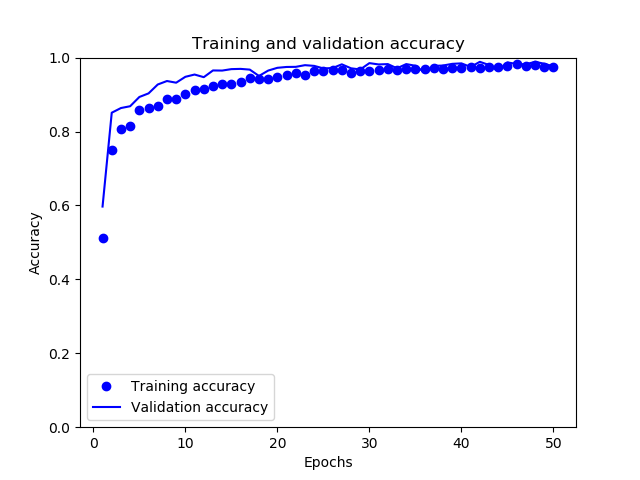 Training and validation accuracy
1.0
0.8
0.6
0.4
0.2
0.0
Accuracy
Training accuracy
Validation accuracy
0 10 20 30 40 50
Epochs